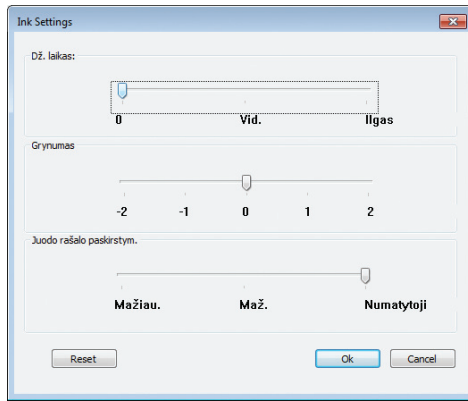 Ink Settings
Dž. laikas:
0 Vid. Ilgas
Grynumas
-2 -1 0 1 2
Juodo rašalo paskirstym.
Mažiau. Maž. Numatytoji
Reset Ok Cancel